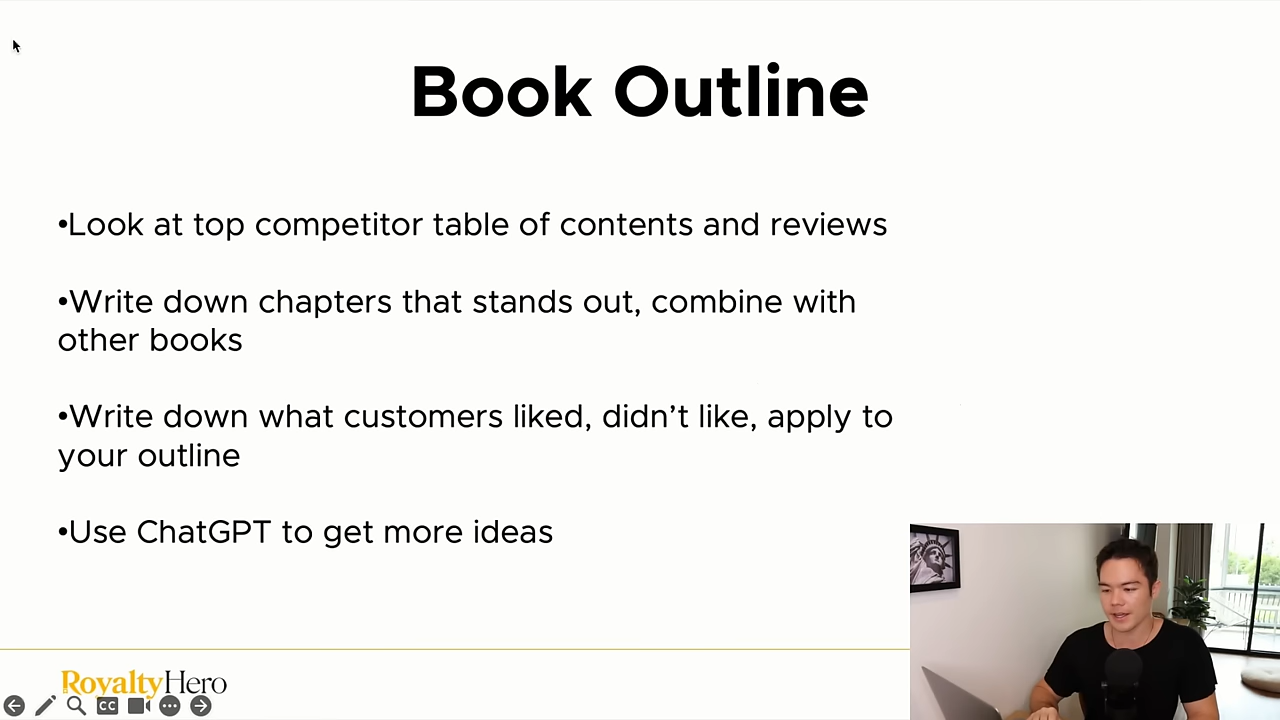 Book Outline
•Look at top competitor table of contents and reviews
•Write down chapters that stands out, combine with
other books
•Write down what customers liked, didn’t like, apply to
your outline
•Use ChatGPT to get more ideas
RoyaltyHero
CC